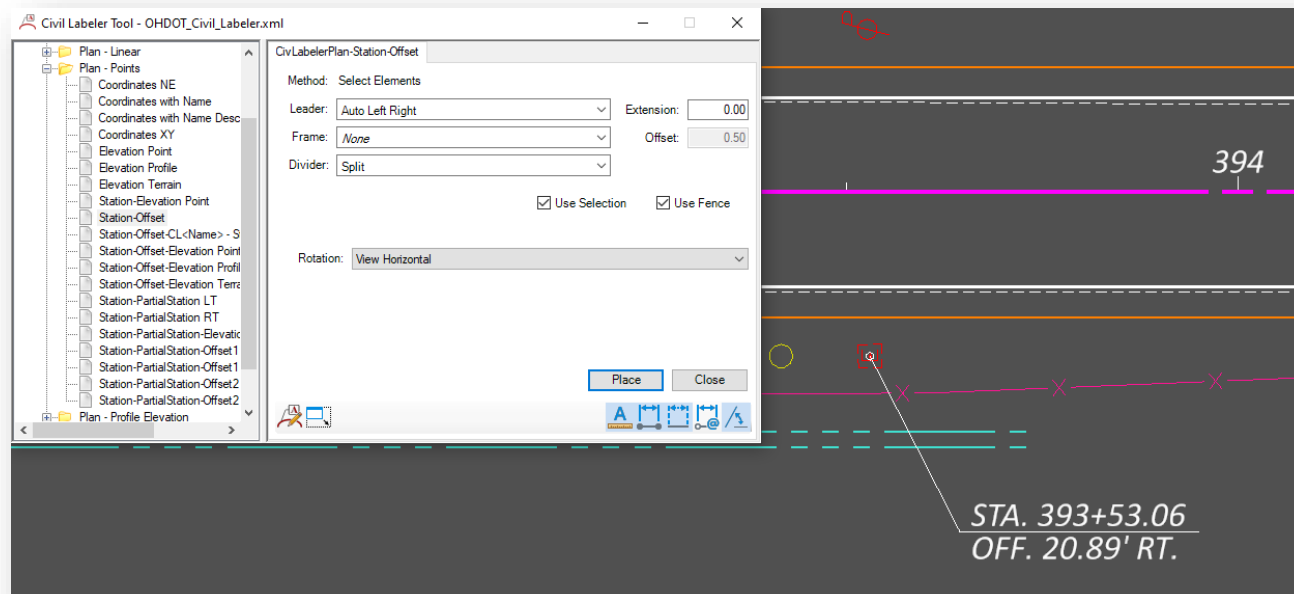 Civil Labeler Tool - OHDOT_Civil_Labeler.xml
Plan - Linear
Plan - Points
Coordinates NE
Coordinates with Name
Coordinates with Name Desc
Coordinates XY
Elevation Point
Elevation Profile
Elevation Terrain
Station-Elevation Point
Station-Offset
Station-Offset-CL<Name> - S
Station-Offset-Elevation Point
Station-Offset-Elevation Profil
Station-Offset-Elevation Terra
Station-PartialStation LT
Station-PartialStation RT
Station-PartialStation-Elevatic
Station-PartialStation-Offset1
Station-PartialStation-Offset1
Station-PartialStation-Offset2
Station-PartialStation-Offset2
Plan - Profile Elevation
CivLabelerPlan-Station-Offset
Method: Select Elements
Leader: Auto Left Right Extension: 0.00
Frame: None Offset: 0.50
Divider: Split
Use Selection Use Fence
Rotation: View Horizontal
Place Close
394
STA. 393+53.06
OFF. 20.89' RT.